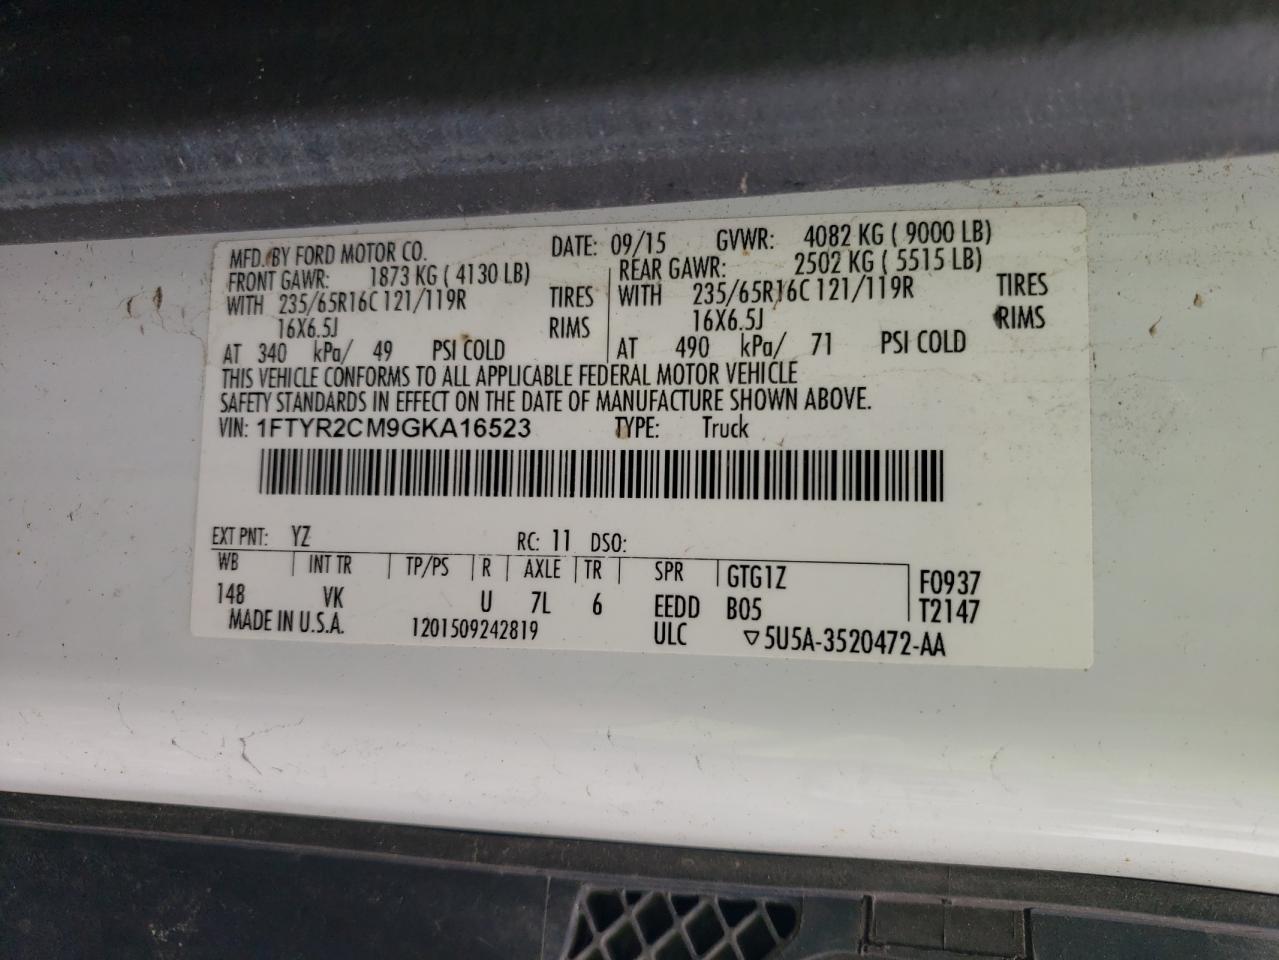 MFD. BY FORD MOTOR CO. DATE: 09/15 GVWR: 4082 KG ( 9000 LB)
FRONT GAWR: 1873 KG ( 4130 LB) REAR GAWR: 2502 KG ( 5515 LB)
WITH 235/65R16C 121/119R TIRES WITH 235/65R16C 121/119R TIRES
16X6.5J RIMS 16X6.5J RIMS
AT 340 kPa/ 49 PSI COLD AT 490 kPa/ 71 PSI COLD
THIS VEHICLE CONFORMS TO ALL APPLICABLE FEDERAL MOTOR VEHICLE
SAFETY STANDARDS IN EFFECT ON THE DATE OF MANUFACTURE SHOWN ABOVE.
VIN: 1FTYR2CM9GKA16523 TYPE: Truck
EXT PNT: YZ RC: 11 DSO:
WB INT TR TP/PS R AXLE TR SPR GTG1Z F0937
148 VK U 7L 6 EEDD B05 T2147
MADE IN U.S.A. 1201509242819 ULC ▽5U5A-3520472-AA